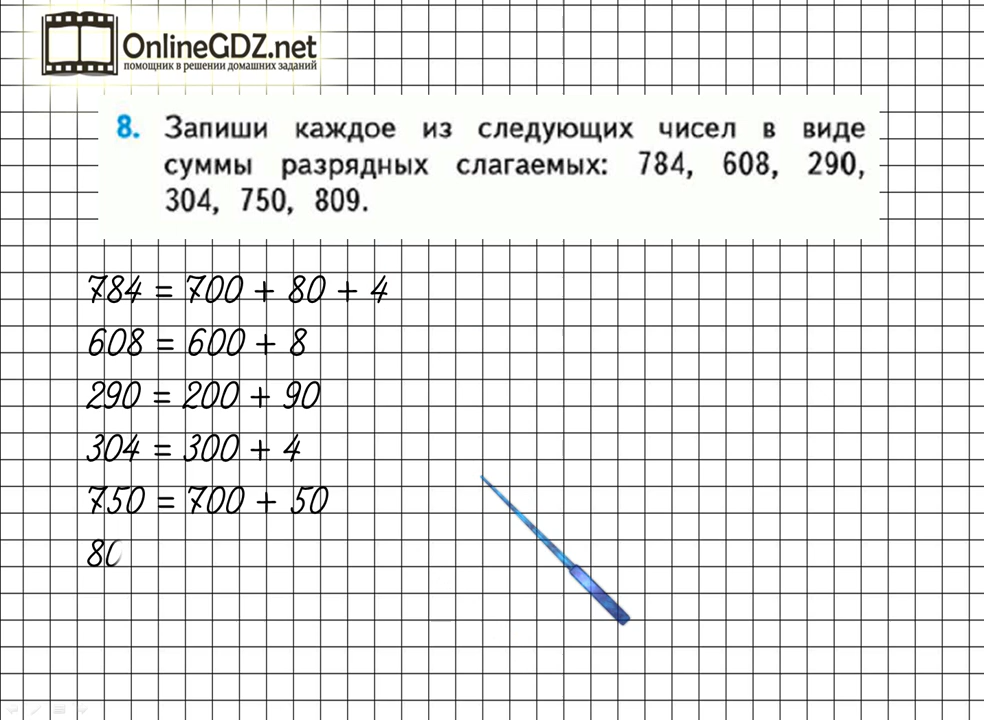 OnlineGDZ.net
помощник в решении домашних заданий
8. Запиши каждое из следующих чисел в виде
суммы разрядных слагаемых: 784, 608, 290,
304, 750, 809.
784 = 700 + 80 + 4
608 = 600 + 8
290 = 200 + 90
304 = 300 + 4
750 = 700 + 50
80